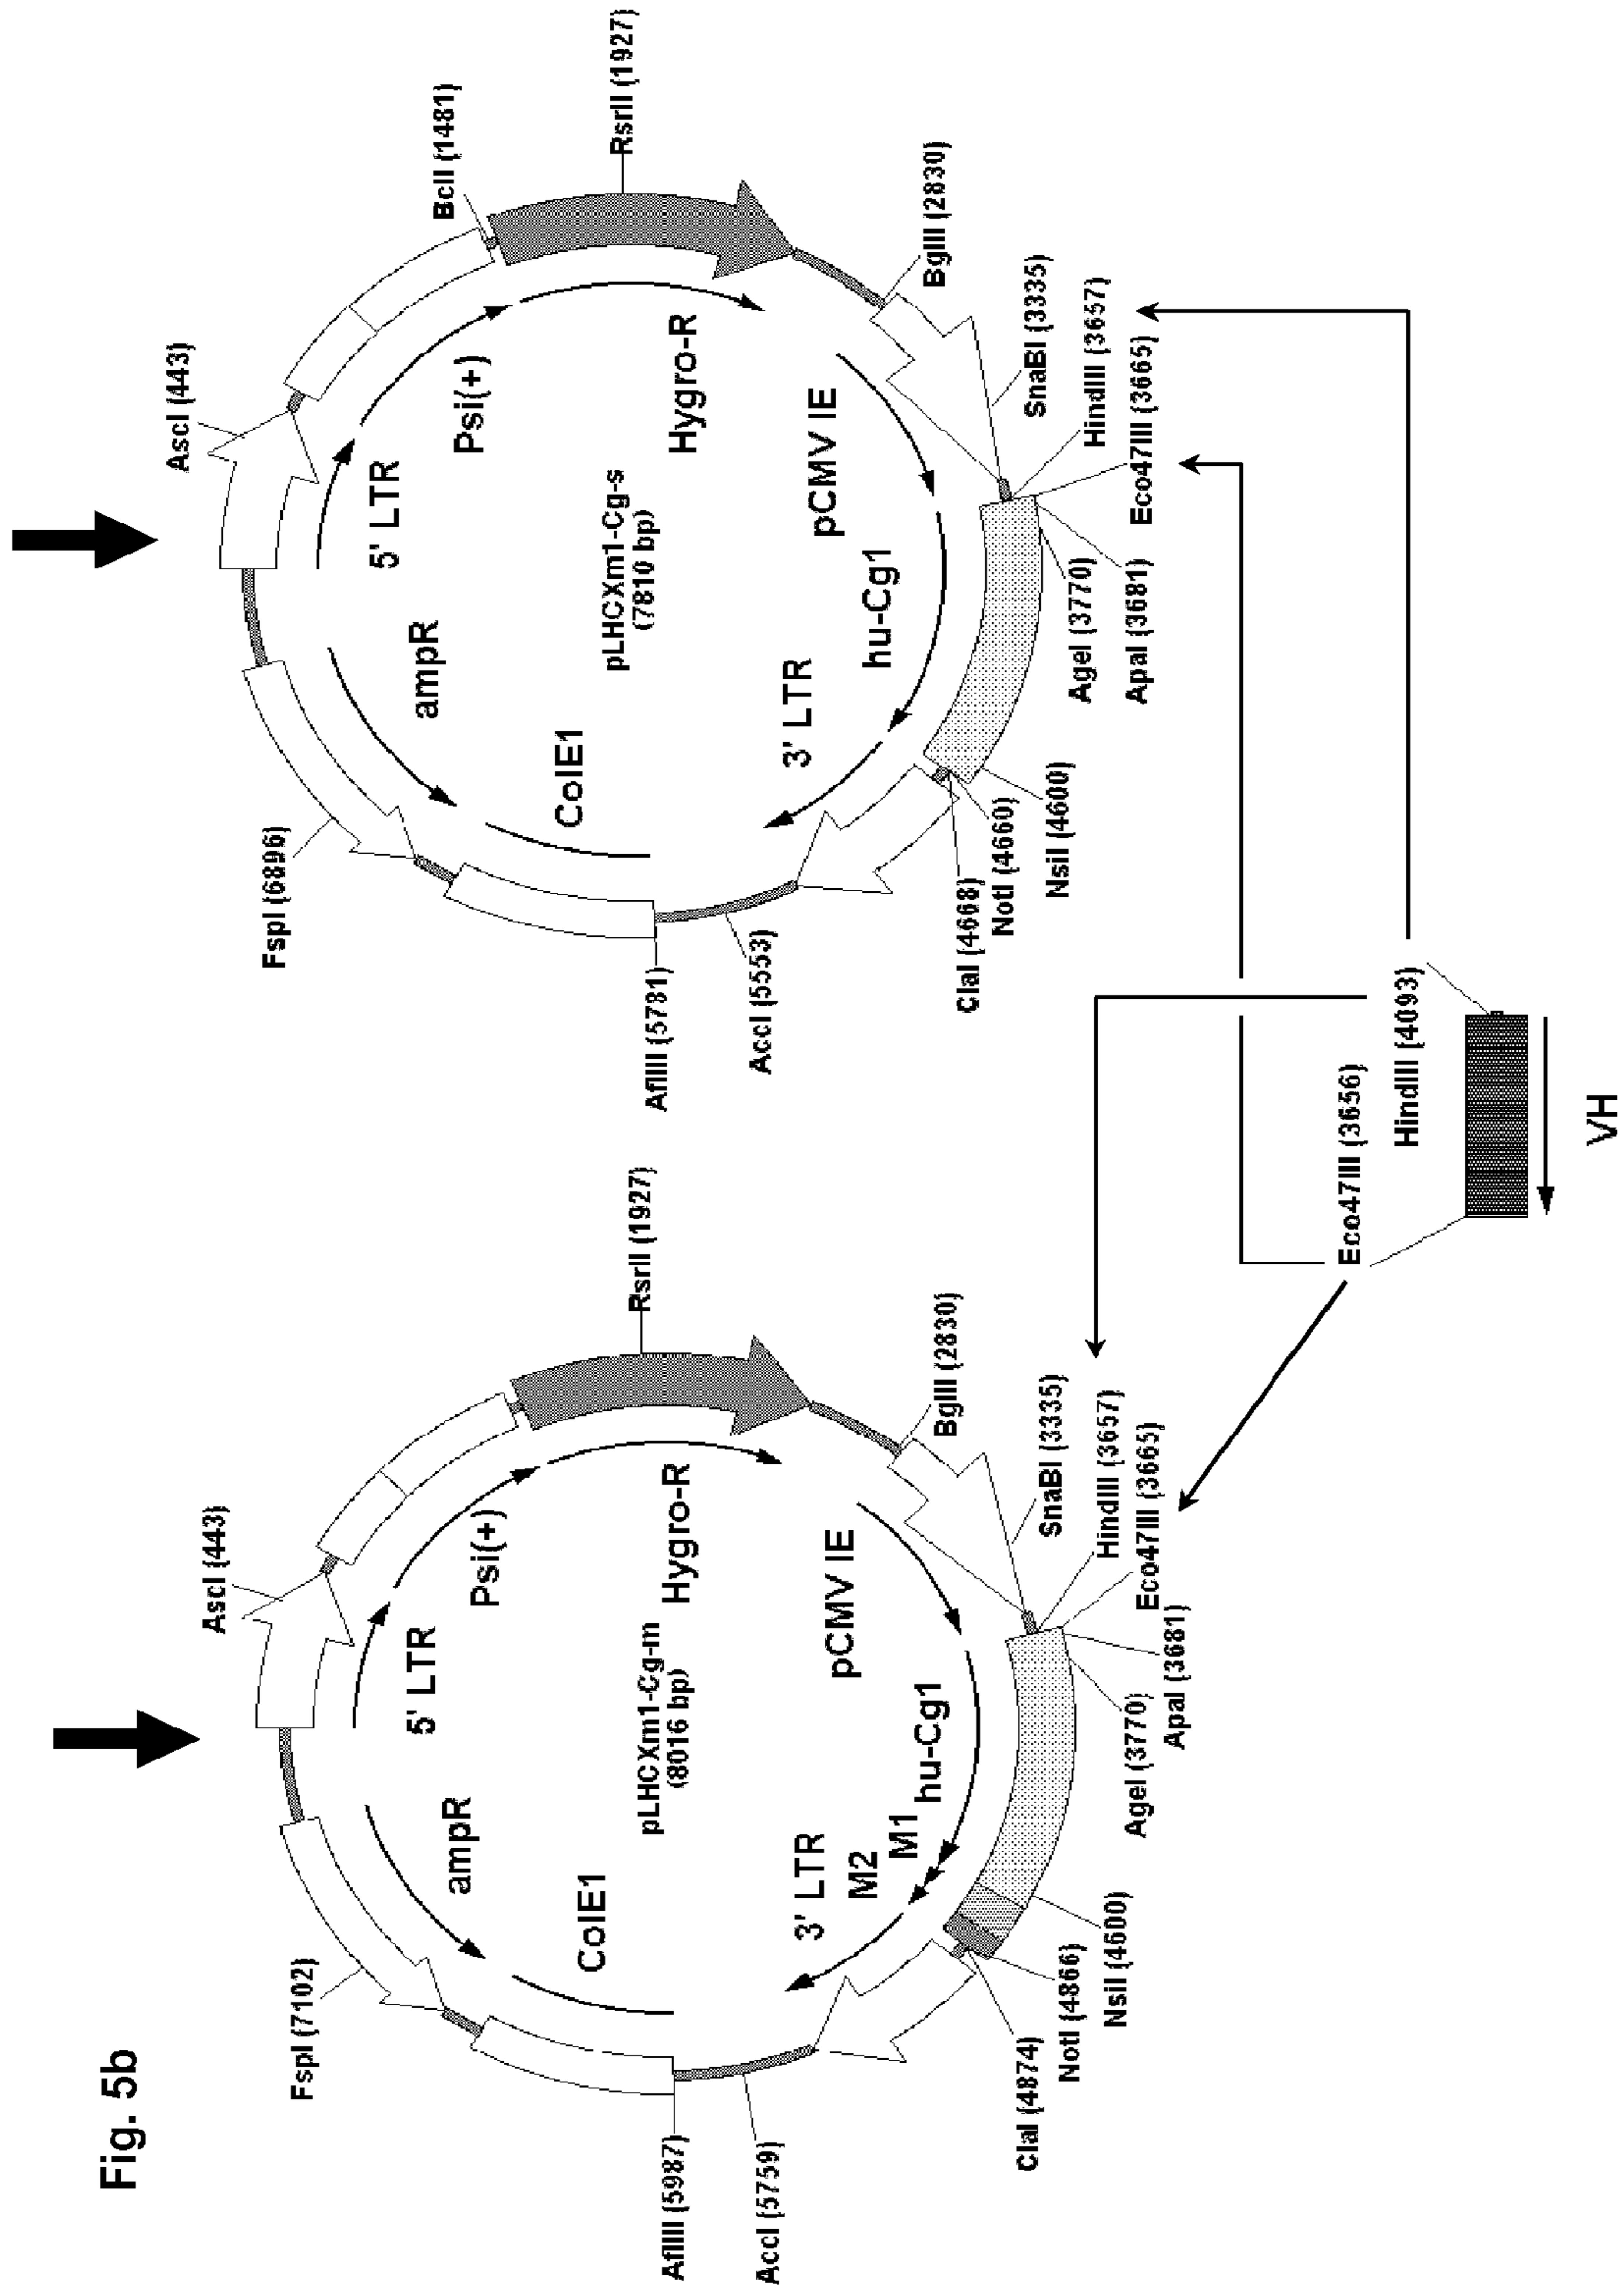 Fig. 5b
AscI (443)
RsrII (1927)
BglII (2830)
SnaBI (3335)
HindIII (3657)
Eco47III (3665)
ApaI (3681)
AgeI (3770)
NsiI (4600)
NotI (4866)
ClaI (4874)
AccI (5759)
AflIII (5987)
FspI (7102)
5' LTR
Psi(+)
Hygro-R
pCMV IE
hu-Cg1
M1
M2
3' LTR
ColE1
ampR
pLHCXm1-Cg-m
(8016 bp)
AscI (443)
BclI (1481)
RsrII (1927)
BglII (2830)
SnaBI (3335)
HindIII (3657)
Eco47III (3665)
ApaI (3681)
AgeI (3770)
NsiI (4600)
NotI (4660)
ClaI (4668)
AccI (5553)
AflIII (5781)
FspI (6896)
5' LTR
Psi(+)
Hygro-R
pCMV IE
hu-Cg1
3' LTR
ColE1
ampR
pLHCXm1-Cg-s
(7810 bp)
Eco47III (3656)
HindIII (4093)
VH